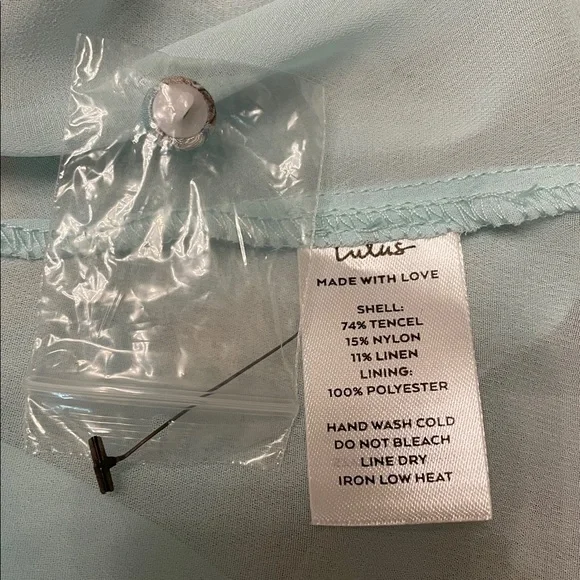 Lulus
MADE WITH LOVE
SHELL:
74% TENCEL
15% NYLON
11% LINEN
LINING:
100% POLYESTER
HAND WASH COLD
DO NOT BLEACH
LINE DRY
IRON LOW HEAT